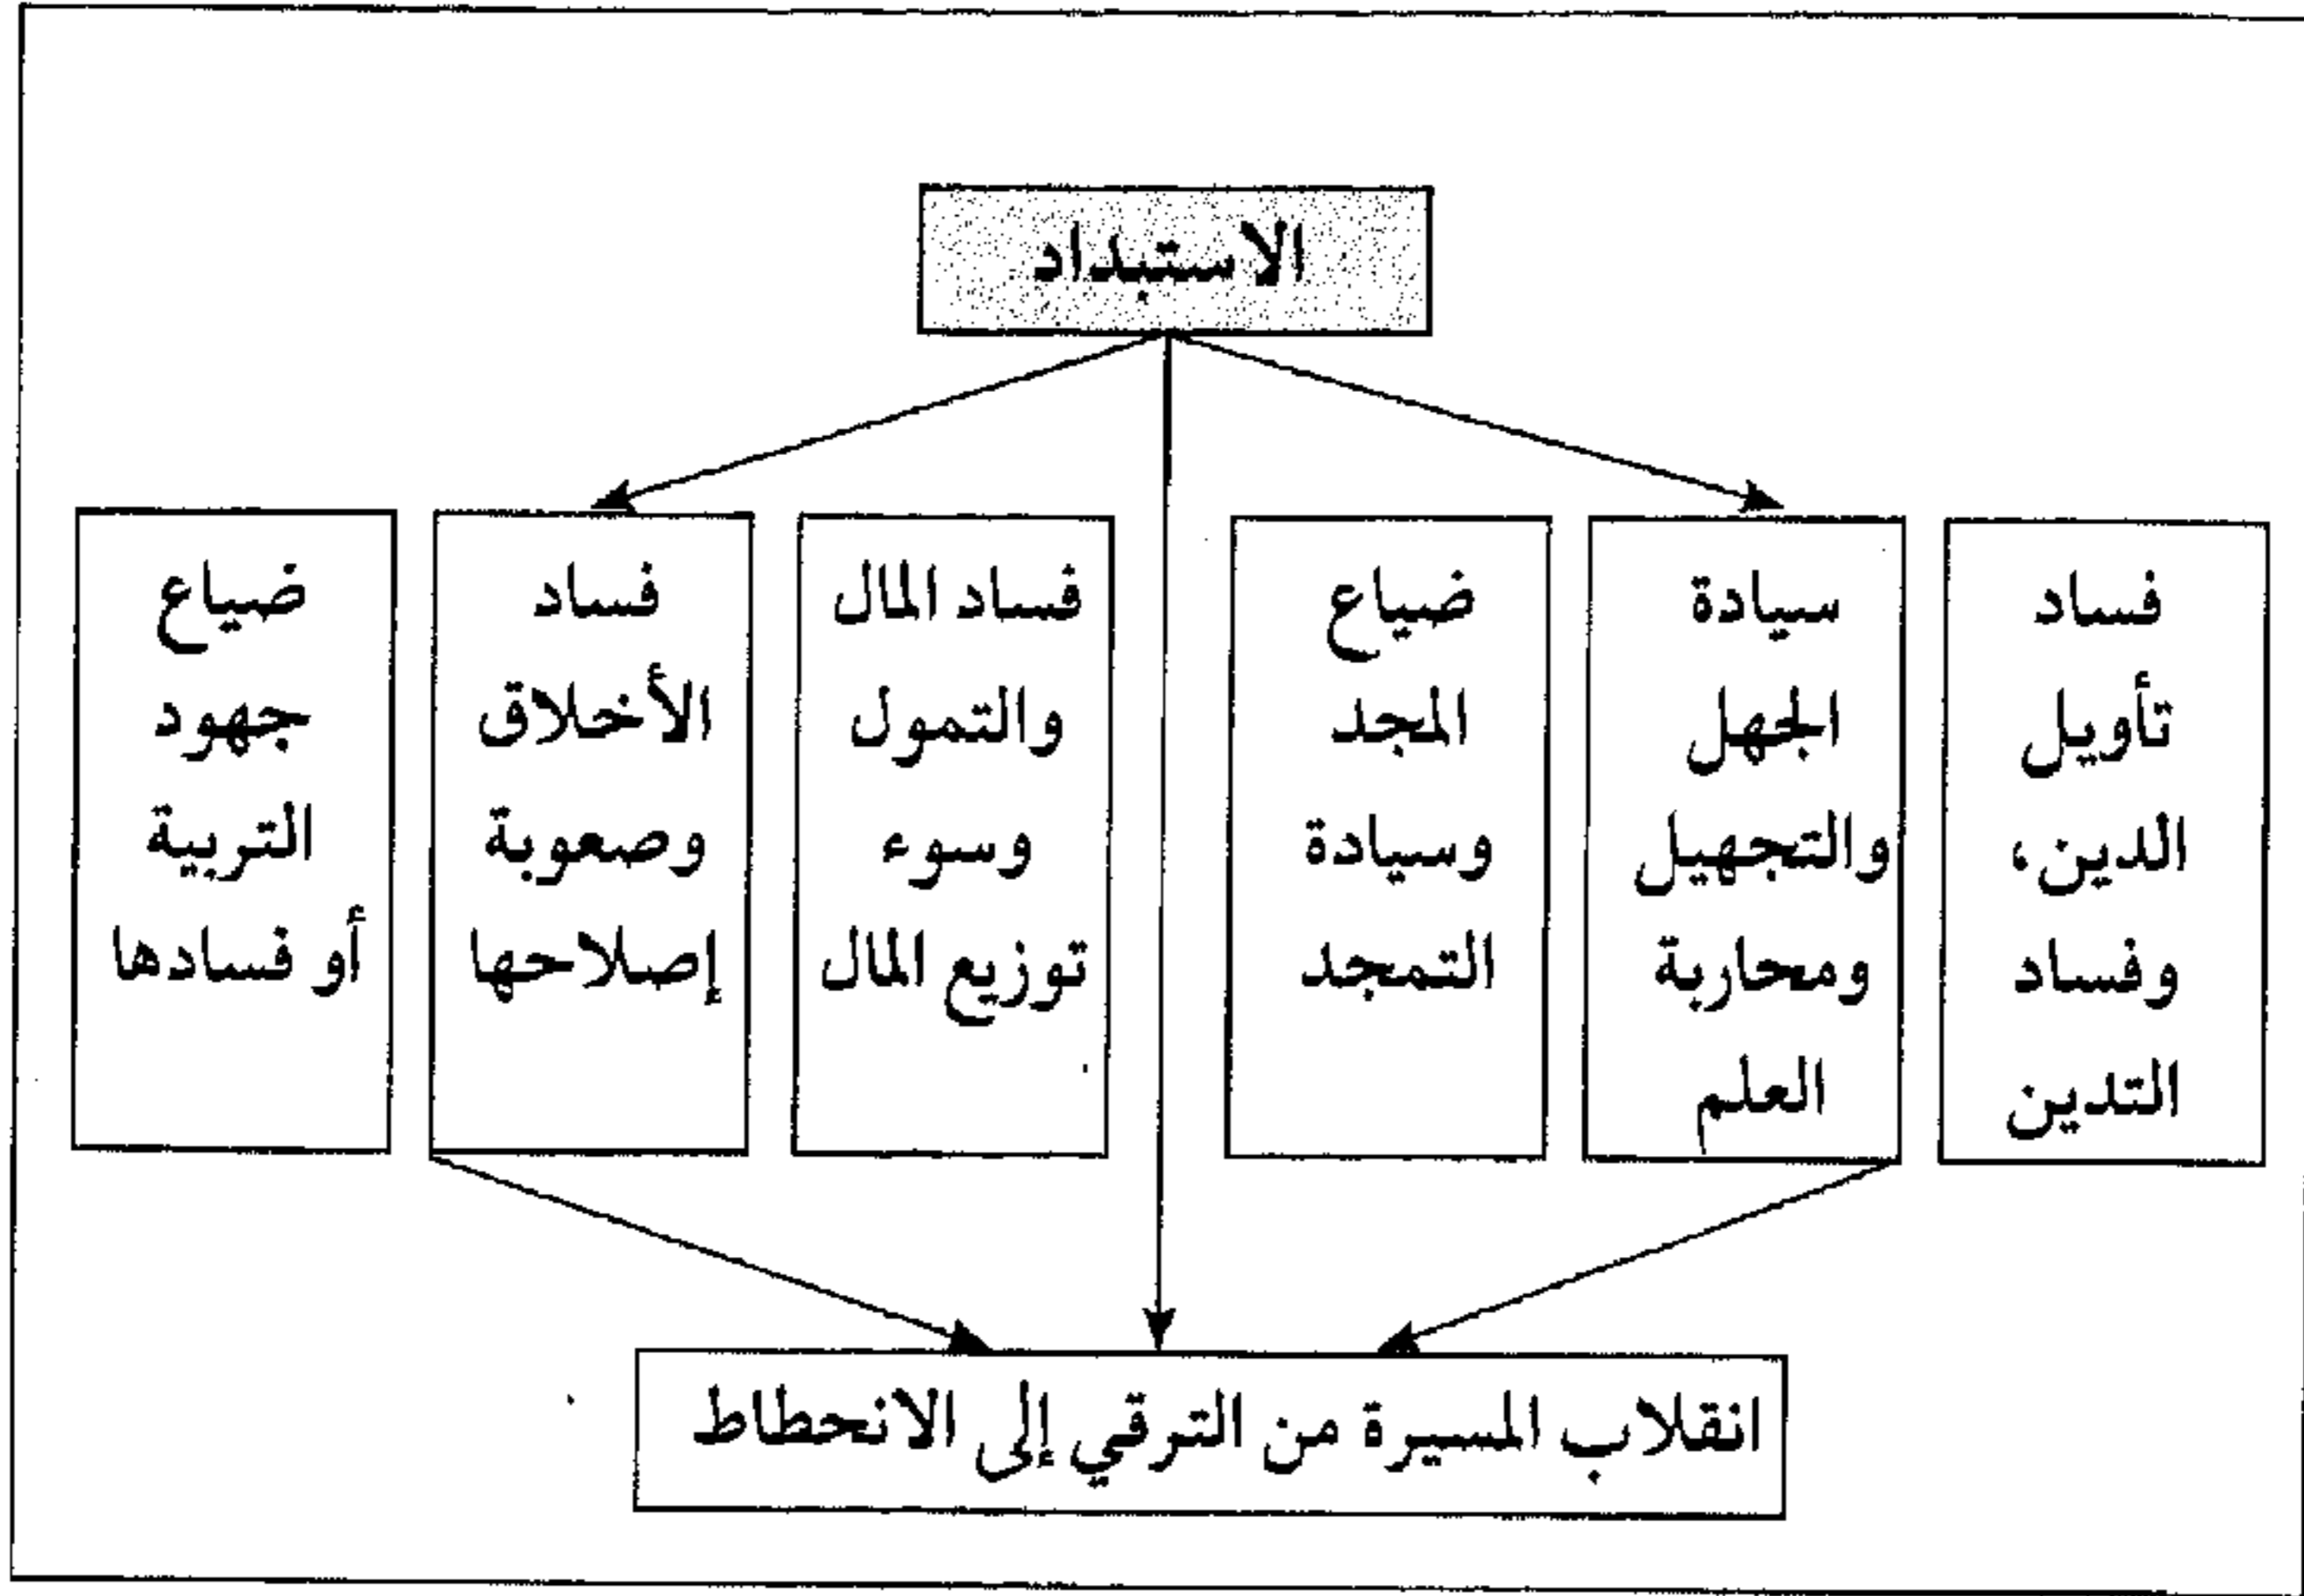 الاستبداد
فساد
تأويل
الدين،
وفساد
التدين
سيادة
الجهل
والتجهيل
ومحاربة
العلم
ضياع
المجد
وسيادة
التمجد
فساد المال
والتمول
وسوء
توزيع المال
فساد
الأخلاق
وصعوبة
إصلاحها
ضياع
جهود
التربية
أو فسادها
انقلاب المسيرة من الترقي إلى الانحطاط